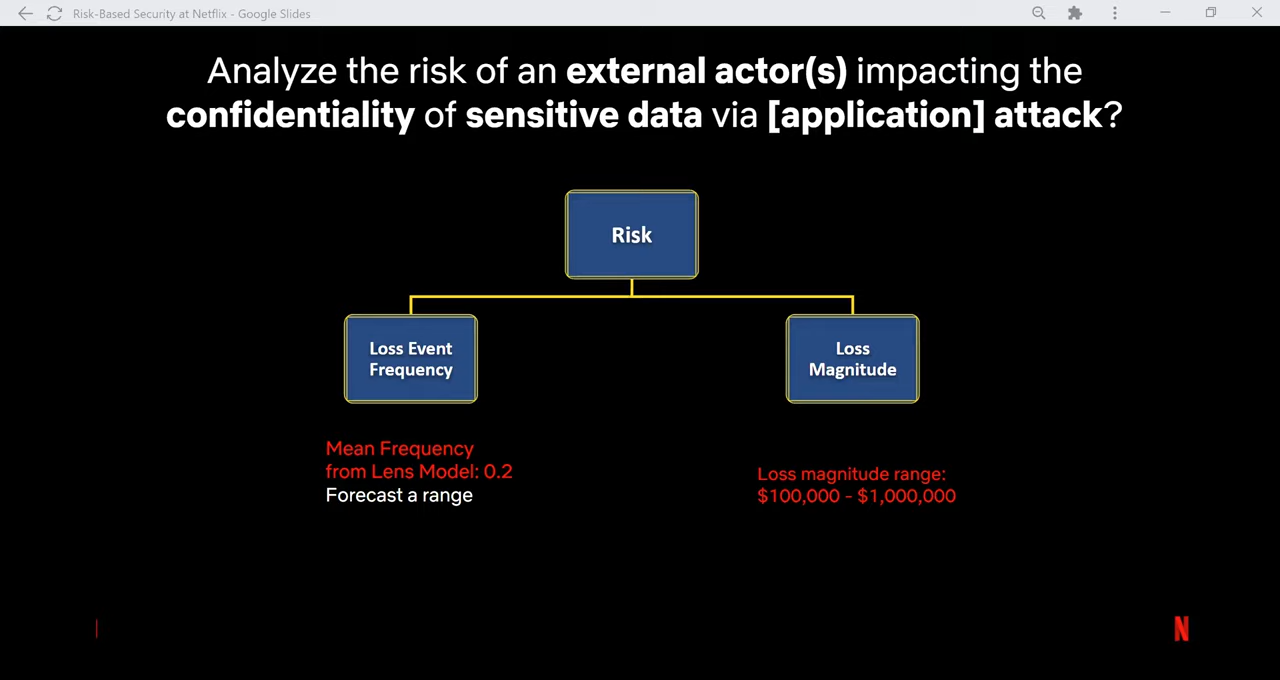 Risk-Based Security at Netflix - Google Slides
Analyze the risk of an external actor(s) impacting the
confidentiality of sensitive data via [application] attack?
Risk
Loss Event
Frequency
Loss
Magnitude
Mean Frequency
from Lens Model: 0.2
Forecast a range
Loss magnitude range:
$100,000 - $1,000,000
N